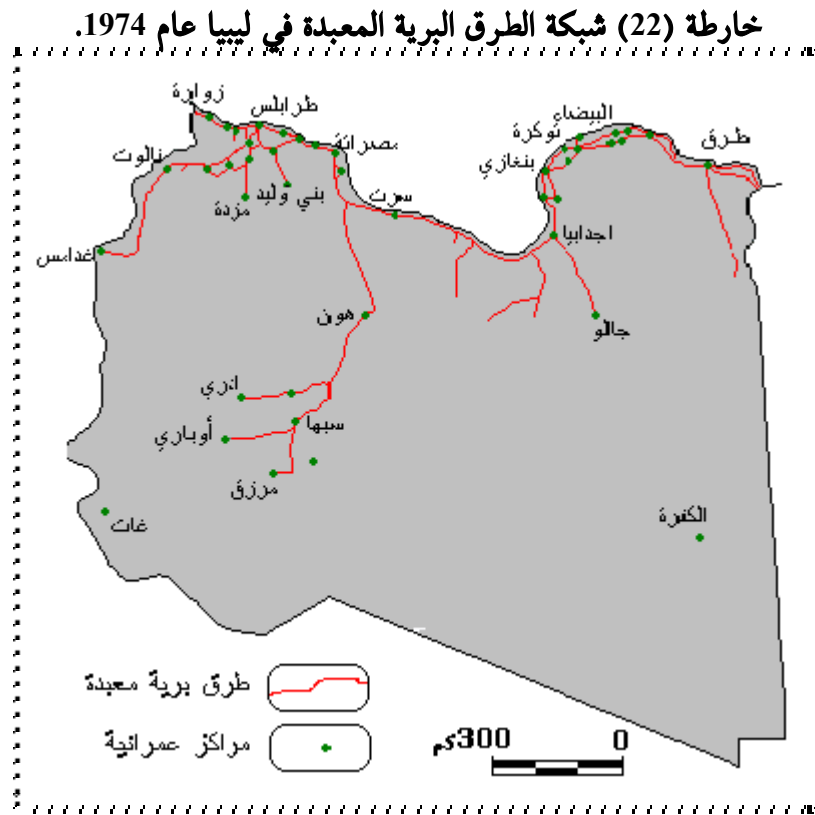 خارطة (22) شبكة الطرق البرية المعبدة في ليبيا عام 1974.
زوارة
طرابلس
مصراتة
البيضاء
توكرة
بنغازي
طبرق
نالوت
بني وليد
مزدة
سرت
اجدابيا
غدامس
هون
جالو
ادري
سبها
أوباري
مرزق
غات
الكفرة
طرق برية معبدة
مراكز عمرانية
300كم 0